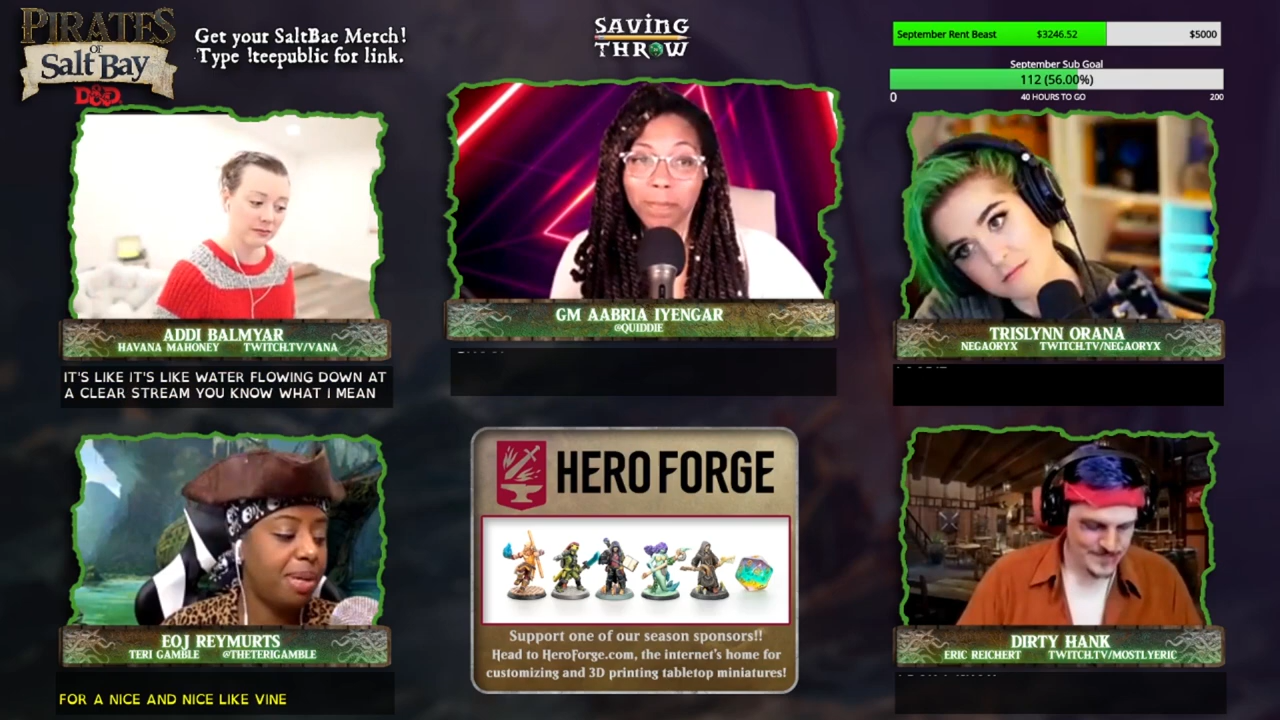 PIRATES
OF
Salt Bay
D&D
Get your SaltBae Merch!
Type !teepublic for link.
SAVING
THROW
September Rent Beast $3246.52 $5000
September Sub Goal
112 (56.00%)
0 40 HOURS TO GO 200
ADDI BALMYAR
HAVANA MAHONEY TWITCH.TV/VANA
IT'S LIKE IT'S LIKE WATER FLOWING DOWN AT
A CLEAR STREAM YOU KNOW WHAT I MEAN
GM AABRIA IYENGAR
@QUIDDIE
TRISLYNN ORANA
NEGAORYX TWITCH.TV/NEGAORYX
EOJ REYMURTS
TERI GAMBLE @THETERIGAMBLE
FOR A NICE AND NICE LIKE VINE
HERO FORGE
Support one of our season sponsors!!
Head to HeroForge.com, the internet's home for
customizing and 3D printing tabletop miniatures!
DIRTY HANK
ERIC REICHERT TWITCH.TV/MOSTLYERIC